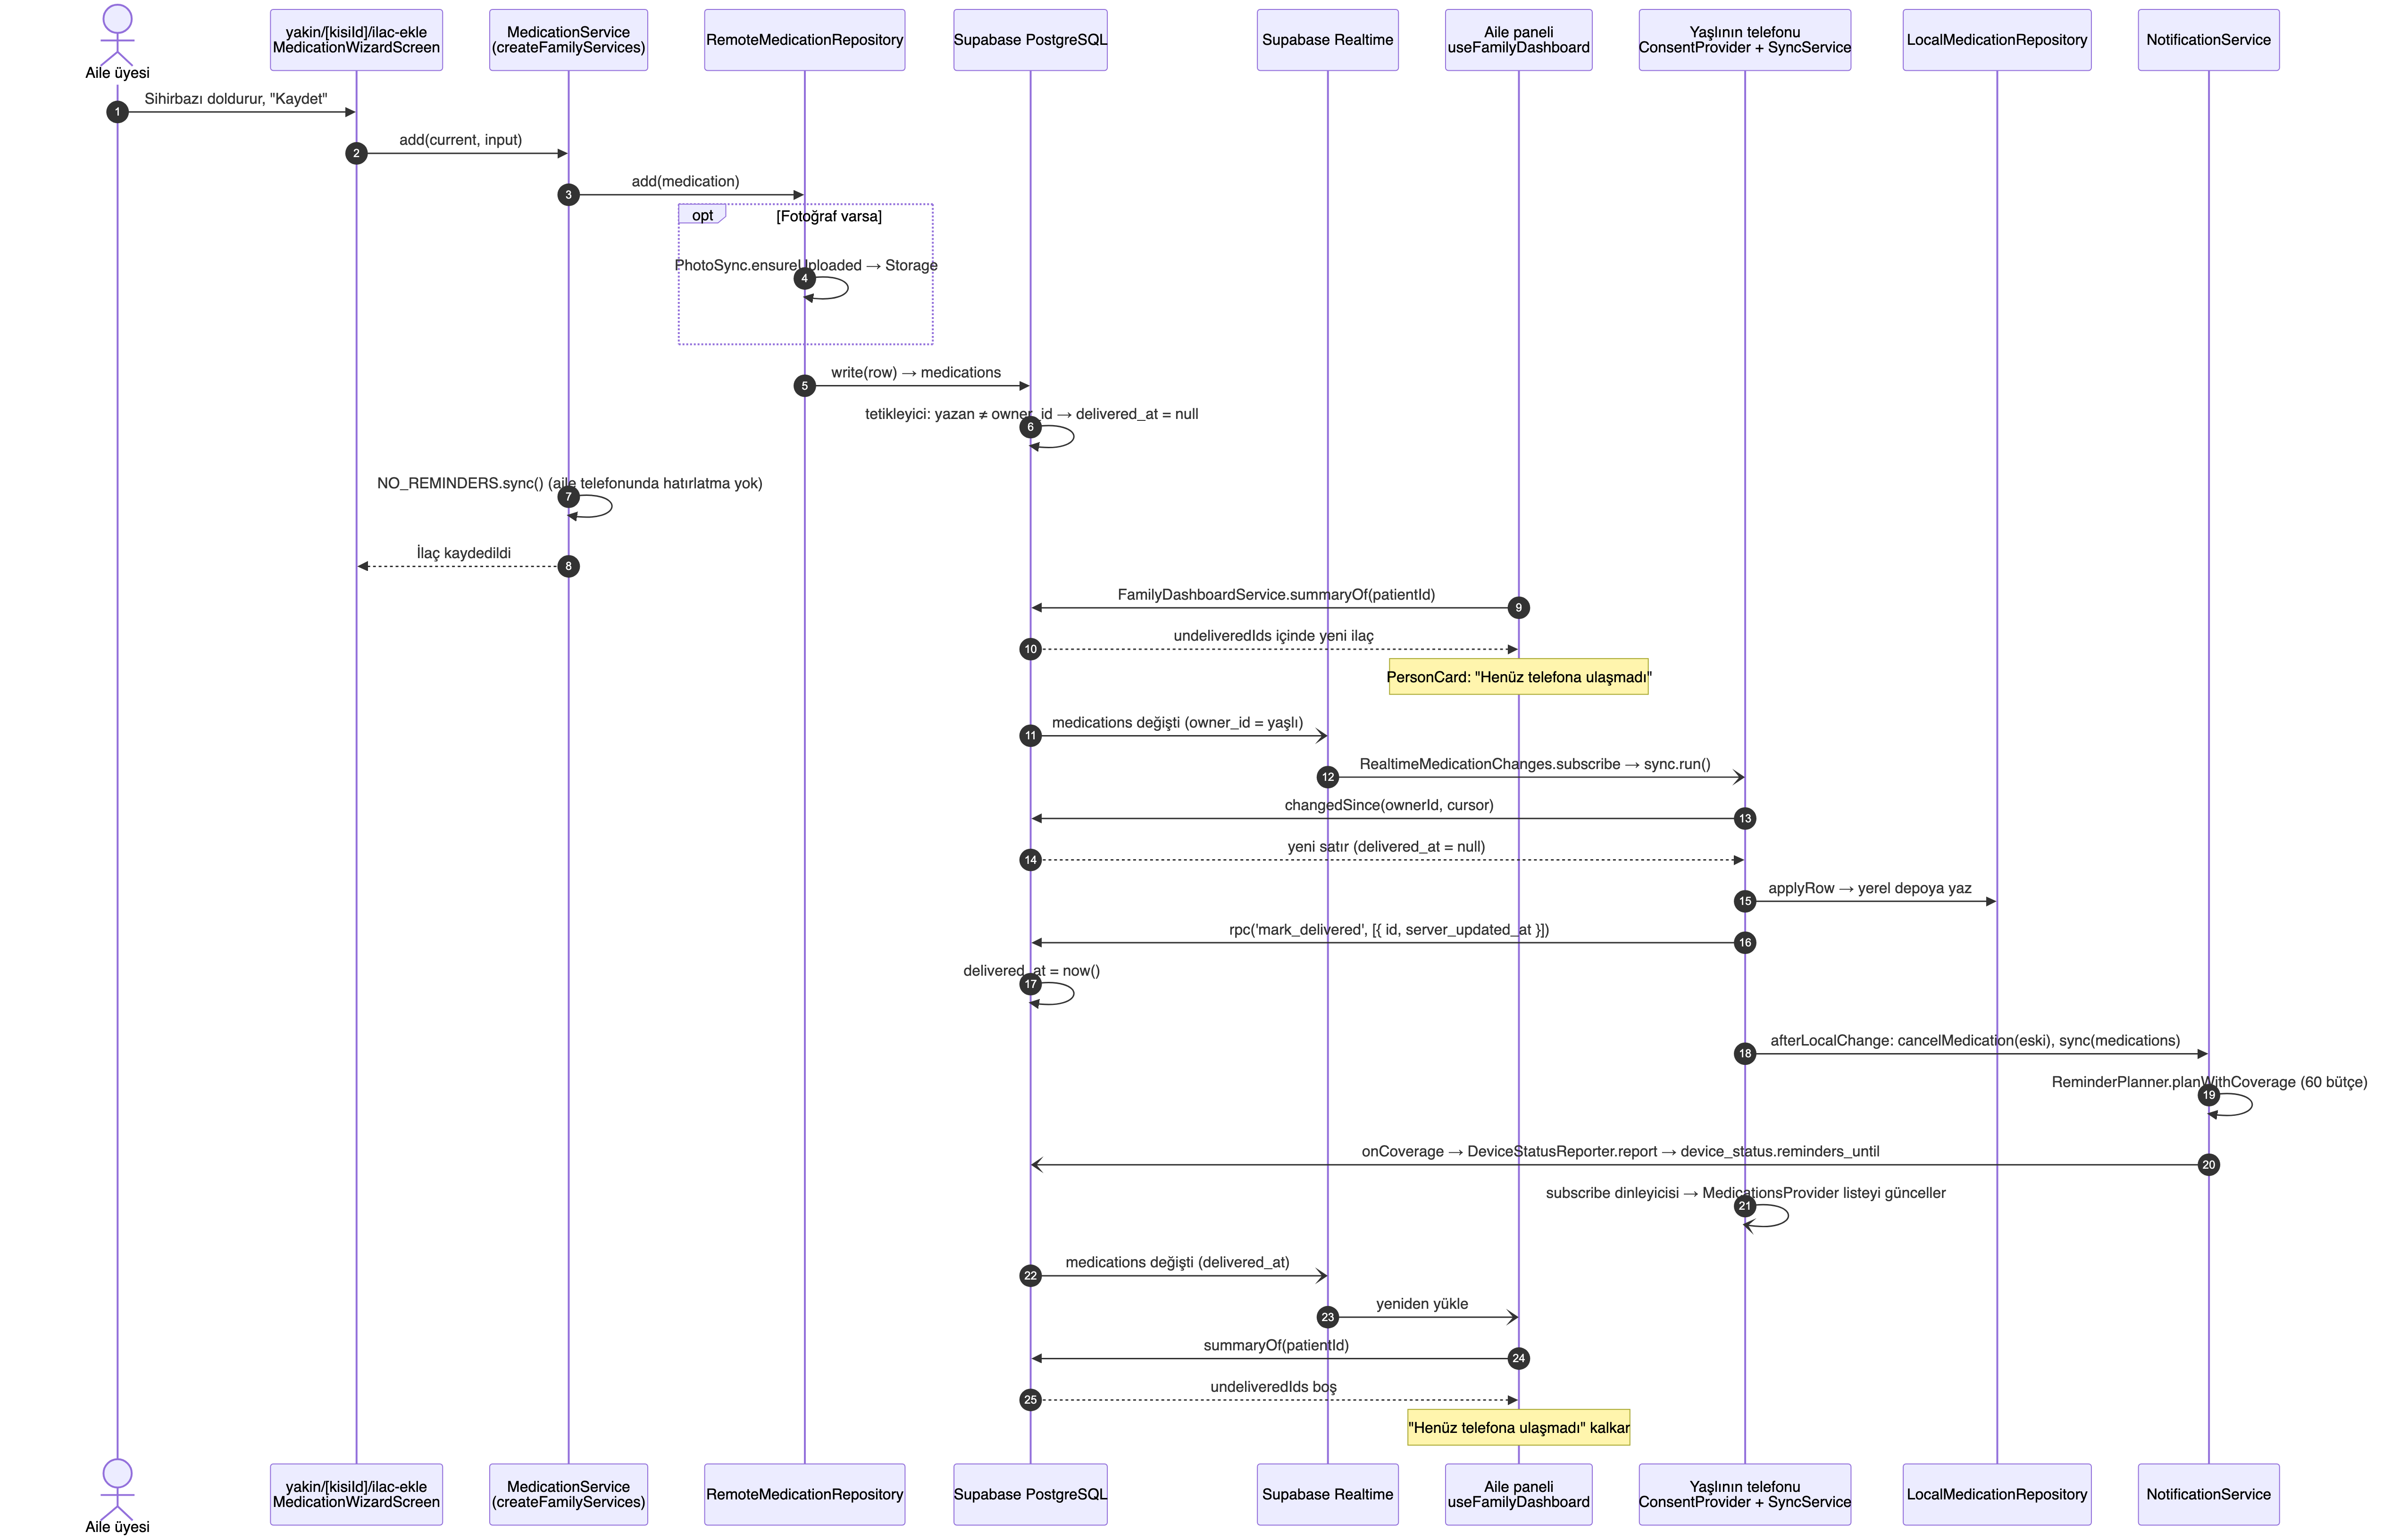 Aile üyesi
yakin/[kisiId]/ilac-ekle
MedicationWizardScreen
MedicationService
(createFamilyServices)
RemoteMedicationRepository
Supabase PostgreSQL
Supabase Realtime
Aile paneli
useFamilyDashboard
Yaşlının telefonu
ConsentProvider + SyncService
LocalMedicationRepository
NotificationService
Sihirbazı doldurur, "Kaydet"
1
add(current, input)
2
add(medication)
3
opt
[Fotoğraf varsa]
PhotoSync.ensureUploaded → Storage
4
write(row) → medications
5
tetikleyici: yazan ≠ owner_id → delivered_at = null
6
NO_REMINDERS.sync() (aile telefonunda hatırlatma yok)
7
İlaç kaydedildi
8
FamilyDashboardService.summaryOf(patientId)
9
undeliveredIds içinde yeni ilaç
10
PersonCard: "Henüz telefona ulaşmadı"
medications değişti (owner_id = yaşlı)
11
RealtimeMedicationChanges.subscribe → sync.run()
12
changedSince(ownerId, cursor)
13
yeni satır (delivered_at = null)
14
applyRow → yerel depoya yaz
15
rpc('mark_delivered', [{ id, server_updated_at }])
16
delivered_at = now()
17
afterLocalChange: cancelMedication(eski), sync(medications)
18
ReminderPlanner.planWithCoverage (60 bütçe)
19
onCoverage → DeviceStatusReporter.report → device_status.reminders_until
20
subscribe dinleyicisi → MedicationsProvider listeyi günceller
21
medications değişti (delivered_at)
22
yeniden yükle
23
summaryOf(patientId)
24
undeliveredIds boş
25
"Henüz telefona ulaşmadı" kalkar
Aile üyesi
yakin/[kisiId]/ilac-ekle
MedicationWizardScreen
MedicationService
(createFamilyServices)
RemoteMedicationRepository
Supabase PostgreSQL
Supabase Realtime
Aile paneli
useFamilyDashboard
Yaşlının telefonu
ConsentProvider + SyncService
LocalMedicationRepository
NotificationService